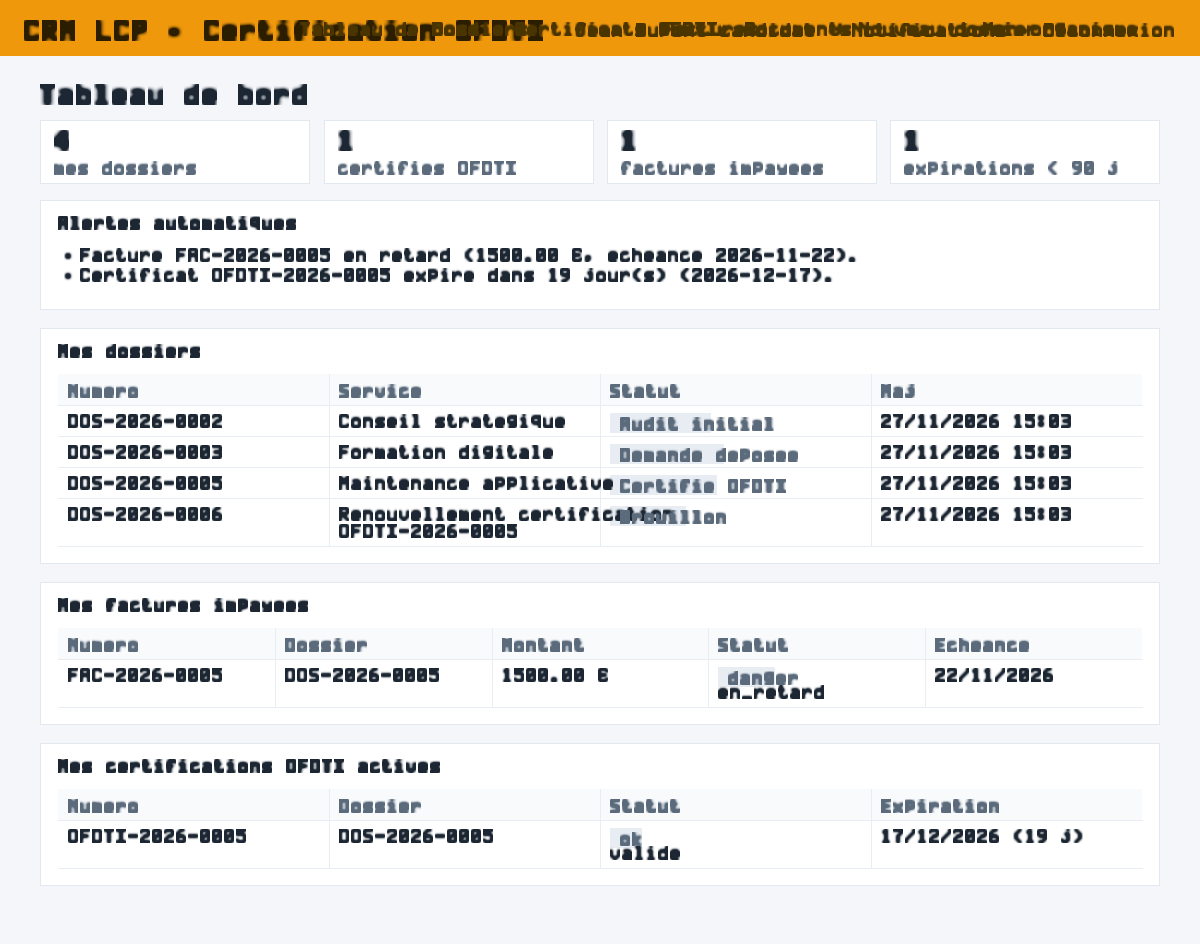 CRM LCP • Certification OFDTI
Tableau de bord
4
mes dossiers
1
certifies OFDTI
1
factures impayees
1
expirations < 90 j
Alertes automatiques
• Facture FAC-2026-0005 en retard (1500.00 €, echeance 2026-11-22).
• Certificat OFDTI-2026-0005 expire dans 19 jour(s) (2026-12-17).
Mes dossiers
Numero Service Statut Maj
DOS-2026-0002 Conseil strategique Audit initial 27/11/2026 15:03
DOS-2026-0003 Formation digitale Demande deposee 27/11/2026 15:03
DOS-2026-0005 Maintenance applicative Certifie OFDTI 27/11/2026 15:03
DOS-2026-0006 Renouvellement certification Brouillon 27/11/2026 15:03
OFDTI-2026-0005
Mes factures impayees
Numero Dossier Montant Statut Echeance
FAC-2026-0005 DOS-2026-0005 1500.00 € danger 22/11/2026
en_retard
Mes certifications OFDTI actives
Numero Dossier Statut Expiration
OFDTI-2026-0005 DOS-2026-0005 ok 17/12/2026 (19 j)
valide